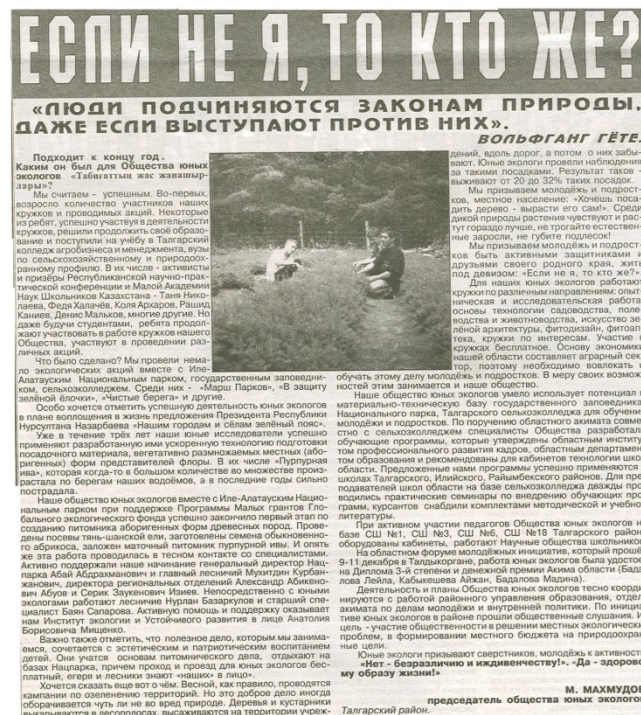 ЕСЛИ НЕ Я, ТО КТО ЖЕ?
«ЛЮДИ ПОДЧИНЯЮТСЯ ЗАКОНАМ ПРИРОДЫ,
ДАЖЕ ЕСЛИ ВЫСТУПАЮТ ПРОТИВ НИХ».
ВОЛЬФГАНГ ГЁТЕ.
Подходит к концу год.
Каким он был для Общества юных
экологов «Табиғаттың жас жанашыр-
лары»?
Мы считаем - успешным. Во-первых,
возросло количество участников наших
кружков и проводимых акций. Некоторые
из ребят, успешно участвуя в деятельности
кружков, решили продолжить своё образо-
вание и поступили на учёбу в Талгарский
колледж агробизнеса и менеджмента, вузы
по сельскохозяйственному и природоох-
ранному профилю. В их числе - активисты
и призёры Республиканской научно-прак-
тической конференции и Малой Академии
Наук Школьников Казахстана - Таня Нико-
лаева, Федя Халачёв, Коля Архаров, Рашид
Каниев, Денис Мальков, многие другие. Но
даже будучи студентами, ребята продол-
жают участвовать в работе кружков нашего
Общества, участвуют в проведении раз-
личных акций.
Что было сделано? Мы провели нема-
ло экологических акций вместе с Иле-
Алатауским Национальным парком, государственным заповедни-
ком, сельхозколледжем. Среди них - «Марш Парков», «В защиту
зелёной ёлочки», «Чистые берега» и другие.
Особо хочется отметить успешную деятельность юных экологов
в плане воплощения в жизнь предложения Президента Республики
Нурсултана Назарбаева «Нашим городам и сёлам зелёный пояс».
Уже в течение трёх лет наши юные исследователи успешно
применяют разработанную ими ускоренную технологию подготовки
посадочного материала, вегетативно размножаемых местных (або-
ригенных) форм представителей флоры. В их числе «Пурпурная
ива», которая когда-то в большом количестве во множестве произ-
растала по берегам наших водоёмов, а в последние годы сильно
пострадала.
Наше общество юных экологов вместе с Иле-Алатауским Нацио-
нальным парком при поддержке Программы Малых грантов Гло-
бального экологического фонда успешно закончило первый этап по
созданию питомника аборигенных форм древесных пород. Прове-
дены посевы тянь-шанской ели, заготовлены семена обыкновенно-
го абрикоса, заложен маточный питомник пурпурной ивы. И опять
же эта работа проводилась в тесном контакте со специалистами.
Активно поддержали наше начинание генеральный директор Нац-
парка Абай Абдрахманович и главный лесничий Мухитдин Курбан-
жанович, директора региональных отделений Александр Абикено-
вич Абуов и Серик Заукенович Изиев. Непосредственно с юными
экологами работают лесничие Нурлан Базаркулов и старший спе-
циалист Баян Сапарова. Активную помощь и поддержку оказывает
нам Институт экологии и Устойчивого развития в лице Анатолия
Борисовича Мищенко.
Важно также отметить, что полезное дело, которым мы занима-
емся, сочетается с эстетическим и патриотическим воспитанием
детей. Они учатся основам питомнического дела, отдыхают на
базах Нацпарка, причем проход и проезд для юных экологов бес-
платный, егеря и лесники знают «наших» в лицо».
Хочется сказать еще вот о чём. Весной, как правило, проводятся
кампании по озеленению территорий. Но это доброе дело иногда
оборачивается чуть ли не во вред природе. Деревья и кустарники
выкапываются в лесополосах, высаживаются на территории учреж-
дений, вдоль дорог, а потом о них забы-
вают. Юные экологи провели наблюдения
за такими посадками. Результат таков -
выживают от 20 до 32% таких посадок.
Мы призываем молодёжь и подрост-
ков, местное население: «Хочешь поса-
дить дерево - вырасти его сам!». Среди
дикой природы растения чувствуют и рас-
тут гораздо лучше, не трогайте естествен-
ные заросли, не губите подлесок!
Мы призываем молодёжь и подрост-
ков быть активными защитниками и
друзьями своего родного края, жить
под девизом: «Если не я, то кто же?»
Для наших юных экологов работают
кружки по различным направлениям: опыт-
ническая и исследовательская работа,
основы технологии садоводства, поле-
водства и животноводства, искусство зе-
лёной архитектуры, фитодизайн, фитоап-
тека, кружки по интересам. Участие в
кружках бесплатное. Основу экономики
нашей области составляет аграрный сек-
тор, поэтому необходимо вовлекать и
обучать этому делу молодёжь и подростков. В меру своих возмож-
ностей этим занимается и наше общество.
Наше общество юных экологов умело использует потенциал и
материально-техническую базу государственного заповедника,
Национального парка, Талгарского сельхозколледжа для обучения
молодёжи и подростков. По поручению областного акимата совме-
стно с сельхозколледжем специалисты Общества разработали
обучающие программы, которые утверждены областным институ-
том профессионального развития кадров, областным департамен-
том образования и рекомендованы для кабинетов технологии школ
области. Предложенные нами программы успешно применяются в
школах Талгарского, Илийского, Райымбекского районов. Для пре-
подавателей школ области на базе сельхозколледжа дважды про-
водились практические семинары по внедрению обучающих про-
грамм, курсантов снабдили комплектами методической и учебной
литературы.
При активном участии педагогов Общества юных экологов на
базе СШ №1, СШ №3, СШ №6, СШ №18 Талгарского района
оборудованы кабинеты, работают Научные общества школьников.
На областном форуме молодёжных инициатив, который прошёл
9-11 декабря в Талдыкоргане, работа юных экологов была удостое-
на Диплома 3-й степени и денежной премии Акима области (Бада-
лова Лейла, Кабыкешева Айжан, Бадалова Мадина).
Деятельность и планы Общества юных экологов тесно коорди-
нируются с работой районного управления образования, отдела
акимата по делам молодёжи и внутренней политики. По инициа-
тиве юных экологов в районе прошли общественные слушания. Их
цель - участие общественности в решении местных экологических
проблем, в формировании местного бюджета на природоохран-
ные цели.
Юные экологи призывают сверстников, молодёжь к активности.
«Нет - безразличию и иждивенчеству!». «Да - здорово-
му образу жизни!»
М. МАХМУДОВ
председатель общества юных экологов
Талгарский район.